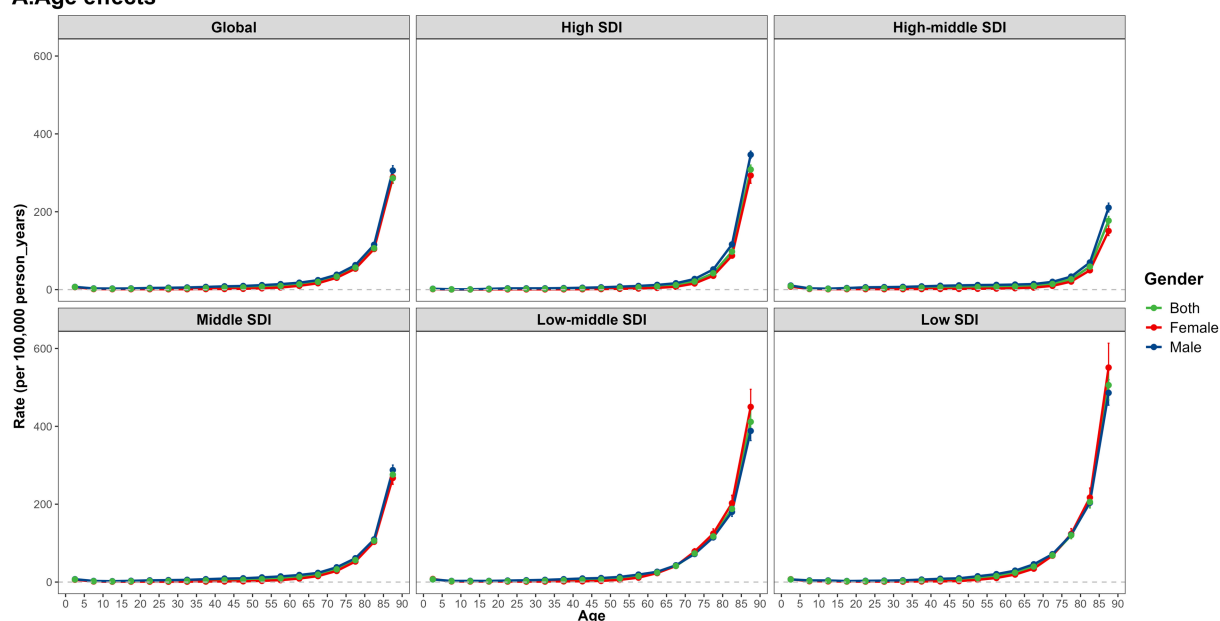 A.Age effects
Global
High SDI
High-middle SDI
600
400
200
0
Middle SDI
Low-middle SDI
Low SDI
600
400
200
0
0 5 10 15 20 25 30 35 40 45 50 55 60 65 70 75 80 85 90
0 5 10 15 20 25 30 35 40 45 50 55 60 65 70 75 80 85 90
0 5 10 15 20 25 30 35 40 45 50 55 60 65 70 75 80 85 90
Age
Rate (per 100,000 person_years)
Gender
Both
Female
Male